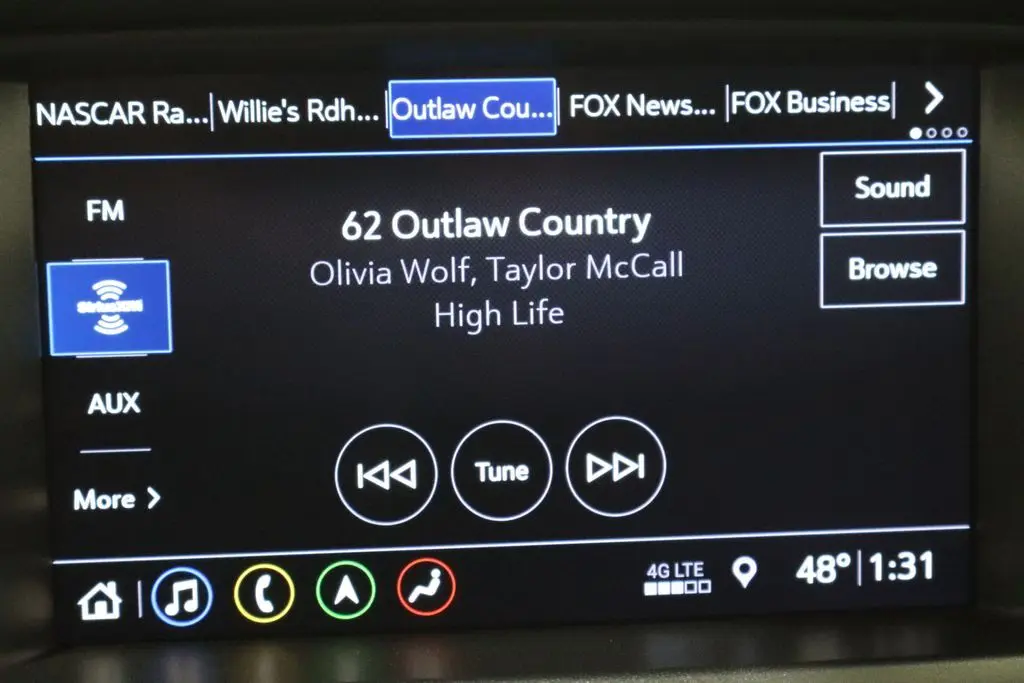 NASCAR Ra... Willie's Rdh... Outlaw Cou... FOX News... FOX Business
Sound
FM
62 Outlaw Country
Olivia Wolf, Taylor McCall
Browse
SiriusXM
High Life
AUX
Tune
More
4G LTE
48° 1:31